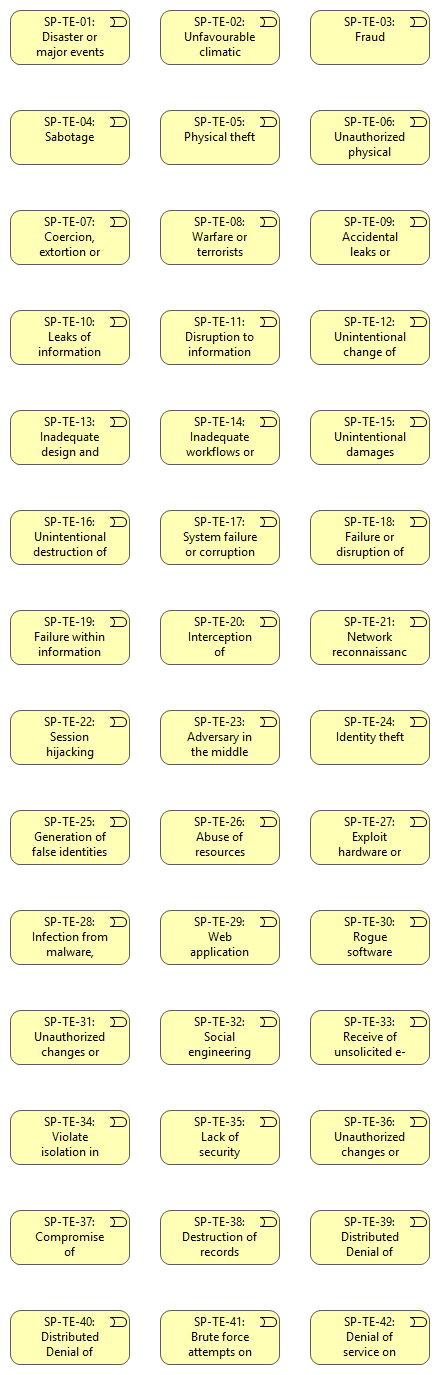 SP-TE-01:
Disaster or
major events
SP-TE-02:
Unfavourable
climatic
SP-TE-03:
Fraud
SP-TE-04:
Sabotage
SP-TE-05:
Physical theft
SP-TE-06:
Unauthorized
physical
SP-TE-07:
Coercion,
extortion or
SP-TE-08:
Warfare or
terrorists
SP-TE-09:
Accidental
leaks or
SP-TE-10:
Leaks of
information
SP-TE-11:
Disruption to
information
SP-TE-12:
Unintentional
change of
SP-TE-13:
Inadequate
design and
SP-TE-14:
Inadequate
workflows or
SP-TE-15:
Unintentional
damages
SP-TE-16:
Unintentional
destruction of
SP-TE-17:
System failure
or corruption
SP-TE-18:
Failure or
disruption of
SP-TE-19:
Failure within
information
SP-TE-20:
Interception
of
SP-TE-21:
Network
reconnaissanc
SP-TE-22:
Session
hijacking
SP-TE-23:
Adversary in
the middle
SP-TE-24:
Identity theft
SP-TE-25:
Generation of
false identities
SP-TE-26:
Abuse of
resources
SP-TE-27:
Exploit
hardware or
SP-TE-28:
Infection from
malware,
SP-TE-29:
Web
application
SP-TE-30:
Rogue
software
SP-TE-31:
Unauthorized
changes or
SP-TE-32:
Social
engineering
SP-TE-33:
Receive of
unsolicited e-
SP-TE-34:
Violate
isolation in
SP-TE-35:
Lack of
security
SP-TE-36:
Unauthorized
changes or
SP-TE-37:
Compromise
of
SP-TE-38:
Destruction of
records
SP-TE-39:
Distributed
Denial of
SP-TE-40:
Distributed
Denial of
SP-TE-41:
Brute force
attempts on
SP-TE-42:
Denial of
service on